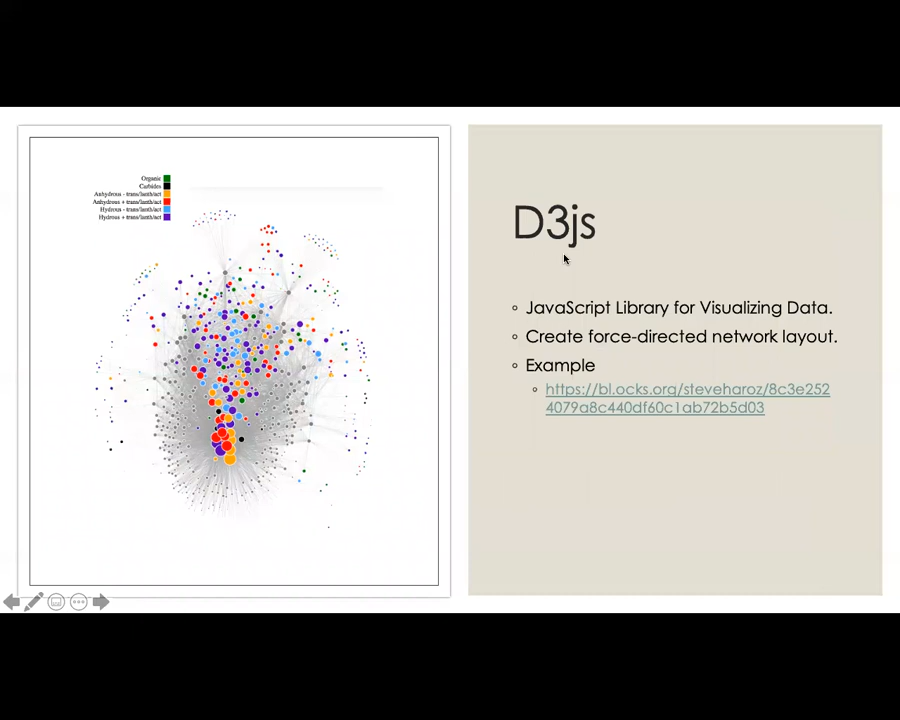 Organic
Carbides
Anhydrous - trans/lanth/act
Anhydrous + trans/lanth/act
Hydrous - trans/lanth/act
Hydrous + trans/lanth/act
D3js
JavaScript Library for Visualizing Data.
Create force-directed network layout.
Example
https://bl.ocks.org/steveharoz/8c3e252
4079a8c440df60c1ab72b5d03